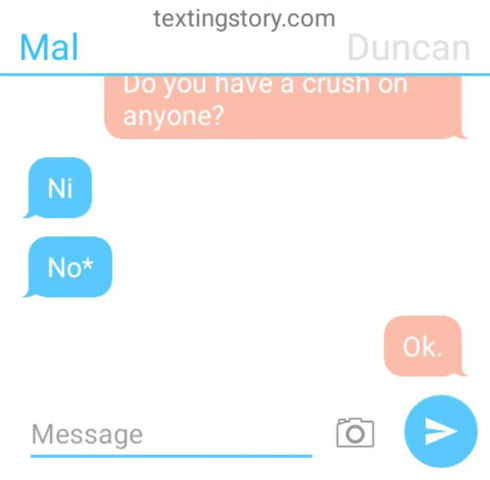 textingstory.com
Mal
Duncan
Do you have a crush on
anyone?
Ni
No*
Ok.
Message